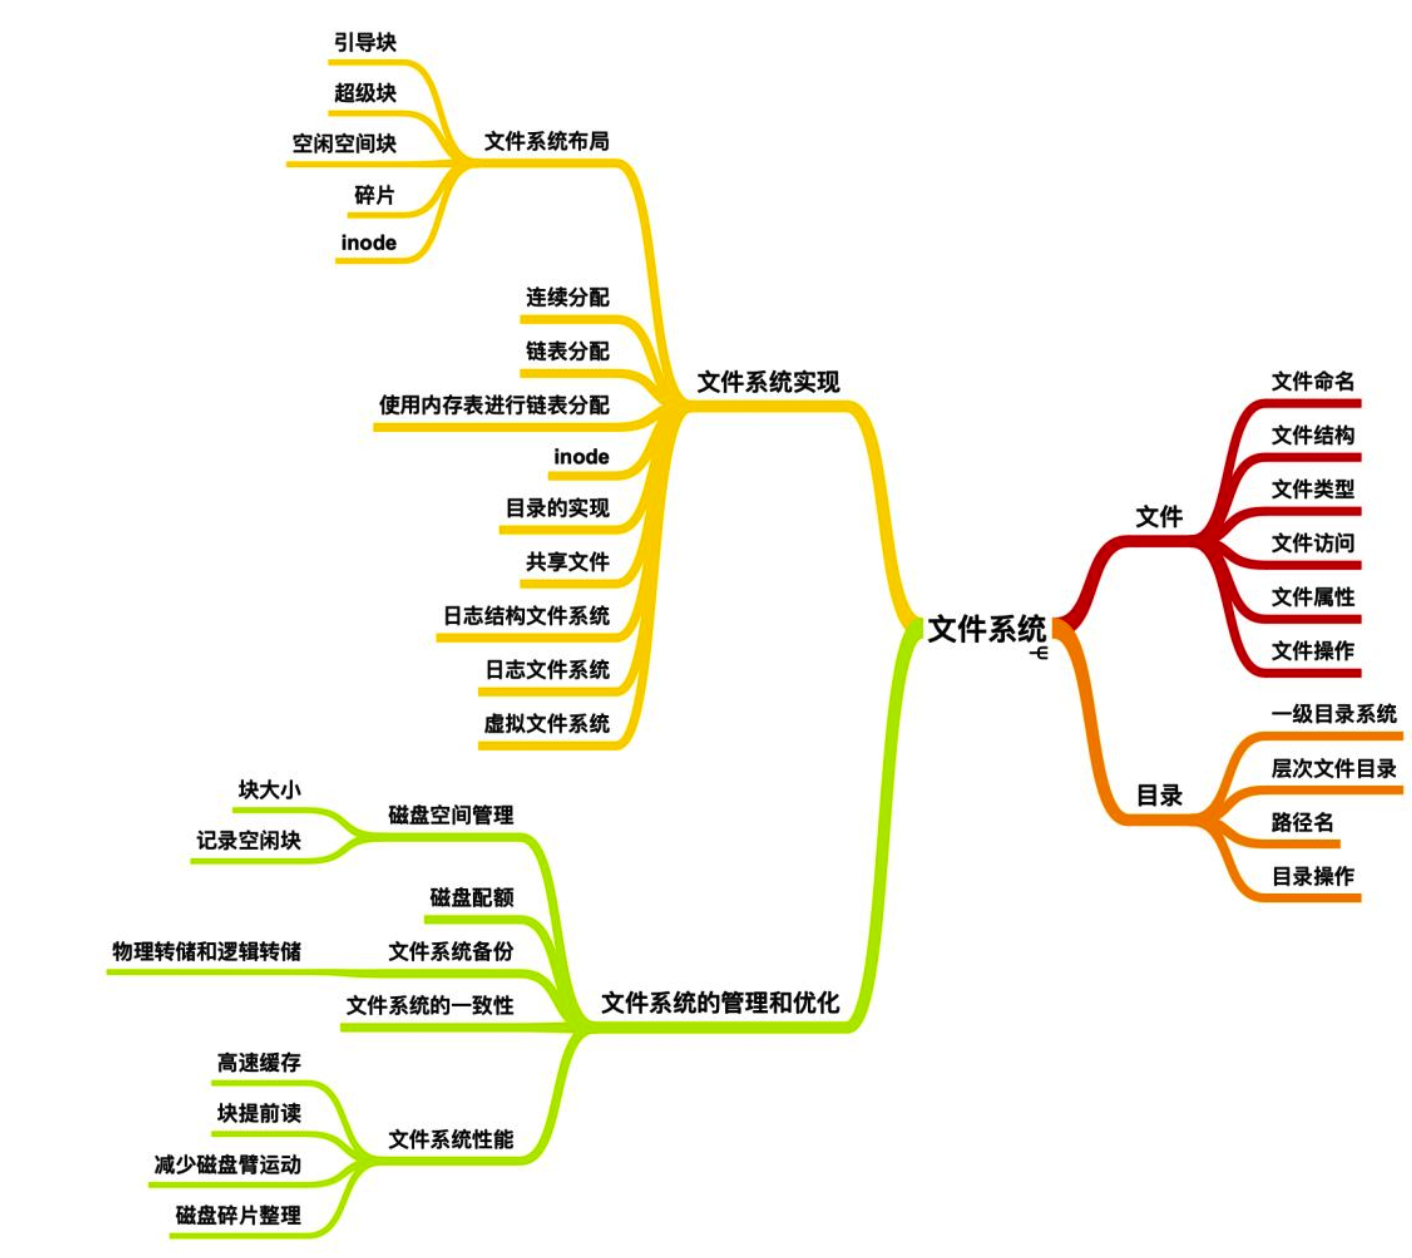 文件系统
文件
文件命名
文件结构
文件类型
文件访问
文件属性
文件操作
目录
一级目录系统
层次文件目录
路径名
目录操作
文件系统实现
文件系统布局
引导块
超级块
空闲空间块
碎片
inode
连续分配
链表分配
使用内存表进行链表分配
inode
目录的实现
共享文件
日志结构文件系统
日志文件系统
虚拟文件系统
文件系统的管理和优化
磁盘空间管理
块大小
记录空闲块
磁盘配额
文件系统备份
物理转储和逻辑转储
文件系统的一致性
文件系统性能
高速缓存
块提前读
减少磁盘臂运动
磁盘碎片整理